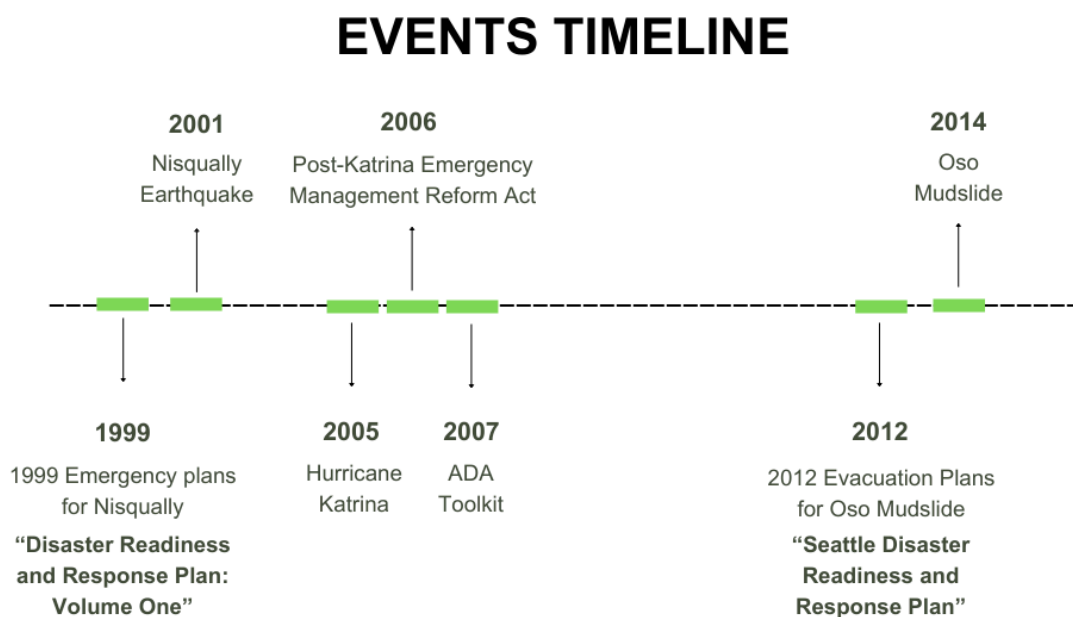 EVENTS TIMELINE
2001
Nisqually
Earthquake
2006
Post-Katrina Emergency
Management Reform Act
2014
Oso
Mudslide
1999
1999 Emergency plans
for Nisqually
“Disaster Readiness
and Response Plan:
Volume One”
2005
Hurricane
Katrina
2007
ADA
Toolkit
2012
2012 Evacuation Plans
for Oso Mudslide
“Seattle Disaster
Readiness and
Response Plan”